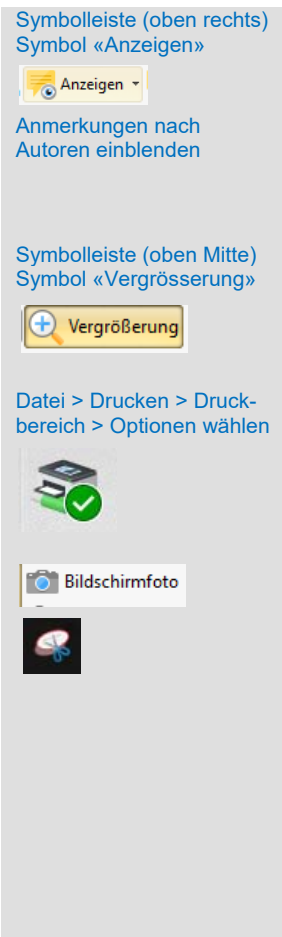 Symbolleiste (oben rechts)
Symbol «Anzeigen»
Anzeigen
Anmerkungen nach
Autoren einblenden
Symbolleiste (oben Mitte)
Symbol «Vergrösserung»
Vergrößerung
Datei > Drucken > Druck-
bereich > Optionen wählen
Bildschirmfoto